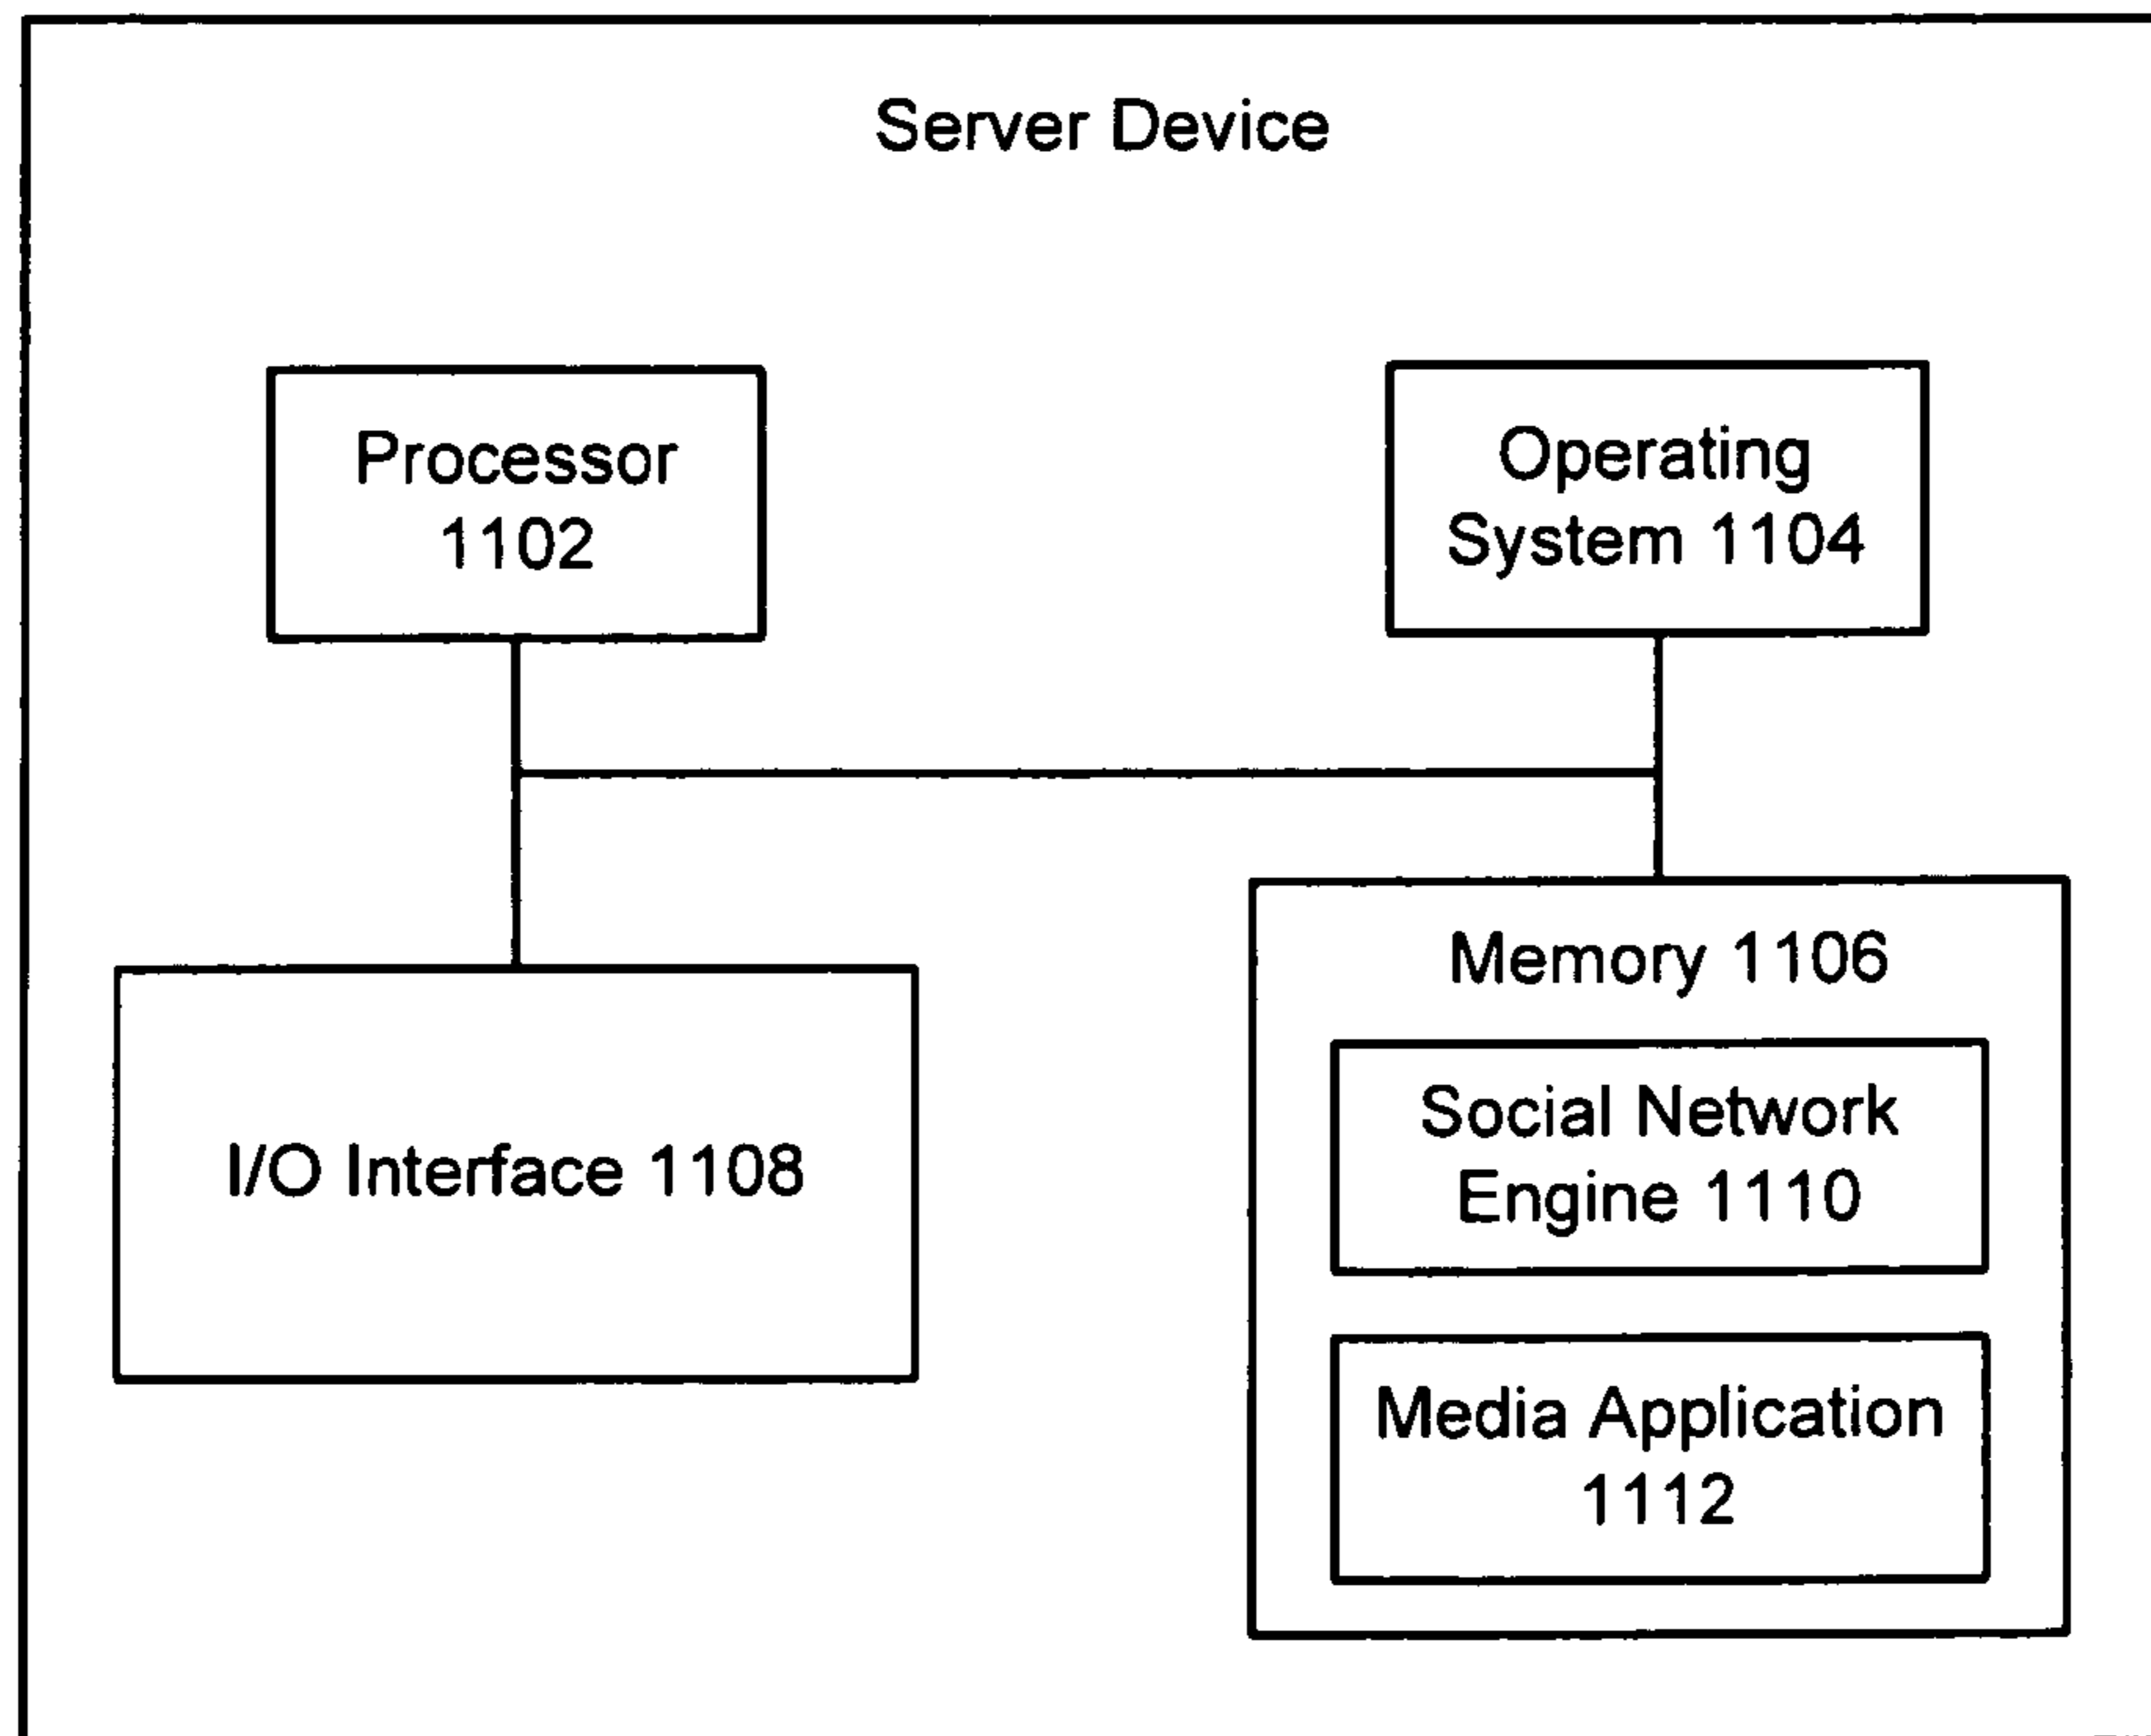 Server Device
Processor
1102
Operating
System 1104
I/O Interface 1108
Memory 1106
Social Network
Engine 1110
Media Application
1112